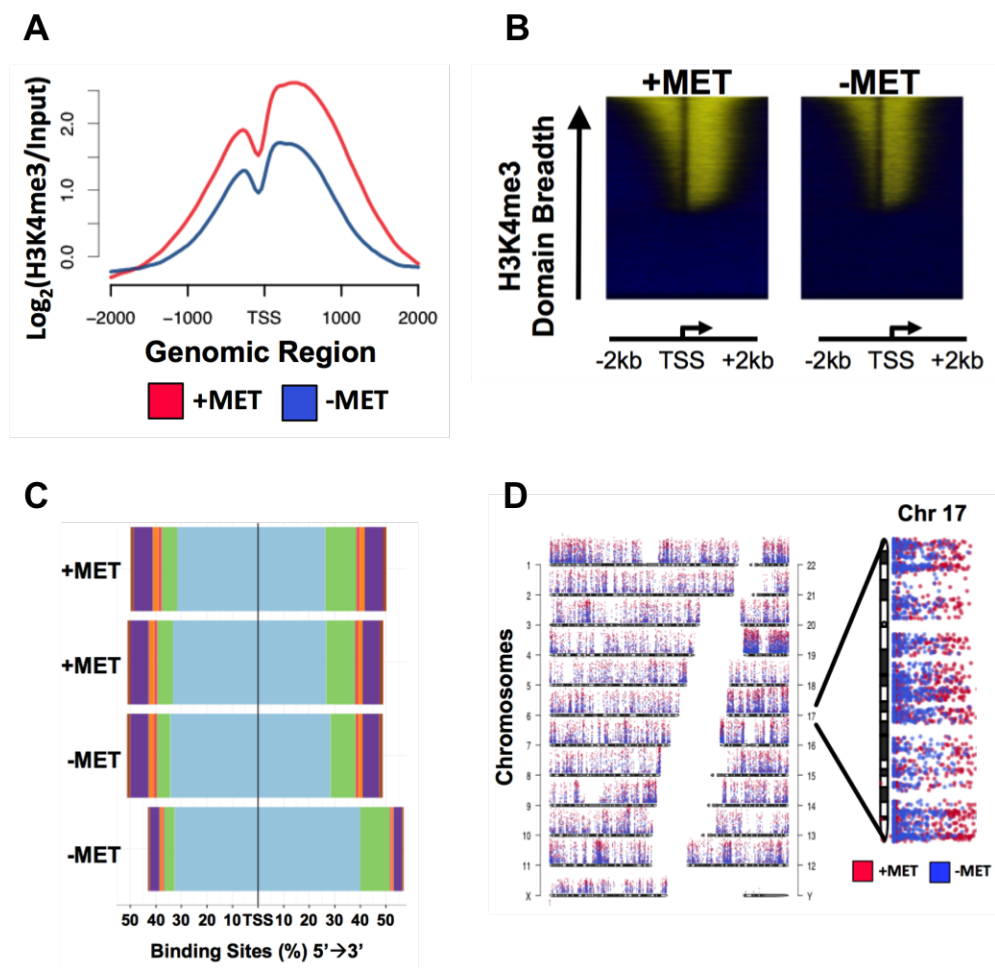 A
Log2(H3K4me3/Input)
2.0
1.0
0.0
−2000
−1000
TSS
1000
2000
Genomic Region
+MET
-MET
B
+MET
-MET
H3K4me3
Domain Breadth
-2kb TSS +2kb
-2kb TSS +2kb
C
+MET
+MET
-MET
-MET
50 40 30 20 10 TSS 10 20 30 40 50
Binding Sites (%) 5'→3'
D
Chromosomes
1
2
3
4
5
6
7
8
9
10
11
X
22
21
20
19
18
17
16
15
14
13
12
Y
Chr 17
+MET
-MET